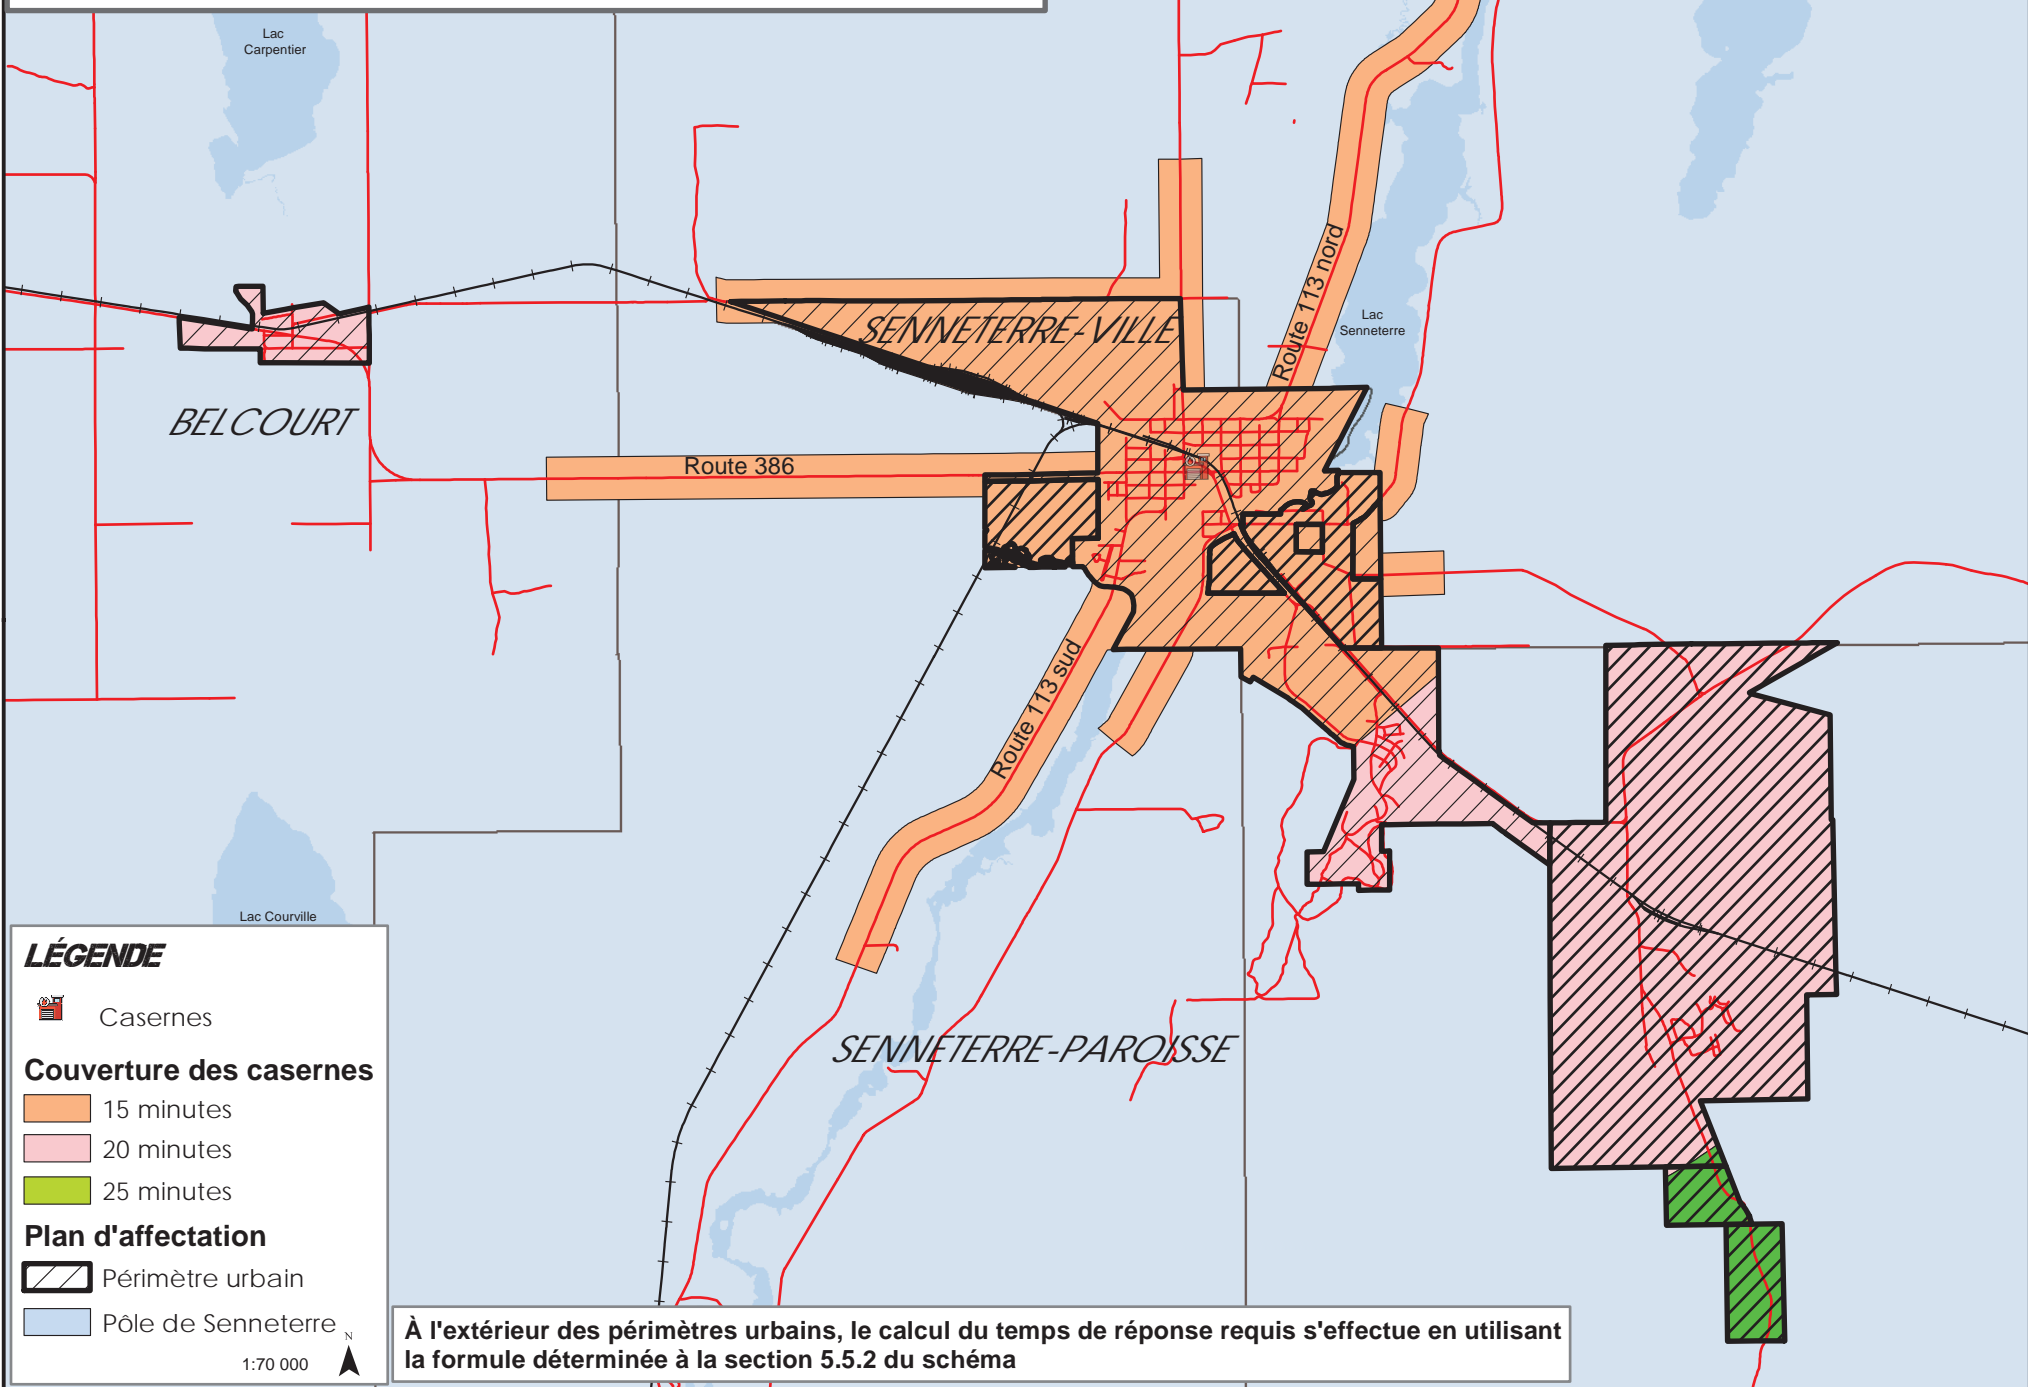 Lac
Carpentier
Route 113 nord
Lac
Senneterre
SENNETERRE-VILLE
BELCOURT
Route 386
Route 113 sud
Lac Courville
SENNETERRE-PAROISSE
LÉGENDE
Casernes
Couverture des casernes
15 minutes
20 minutes
25 minutes
Plan d'affectation
Périmètre urbain
Pôle de Senneterre
N
1:70 000
À l'extérieur des périmètres urbains, le calcul du temps de réponse requis s'effectue en utilisant
la formule déterminée à la section 5.5.2 du schéma